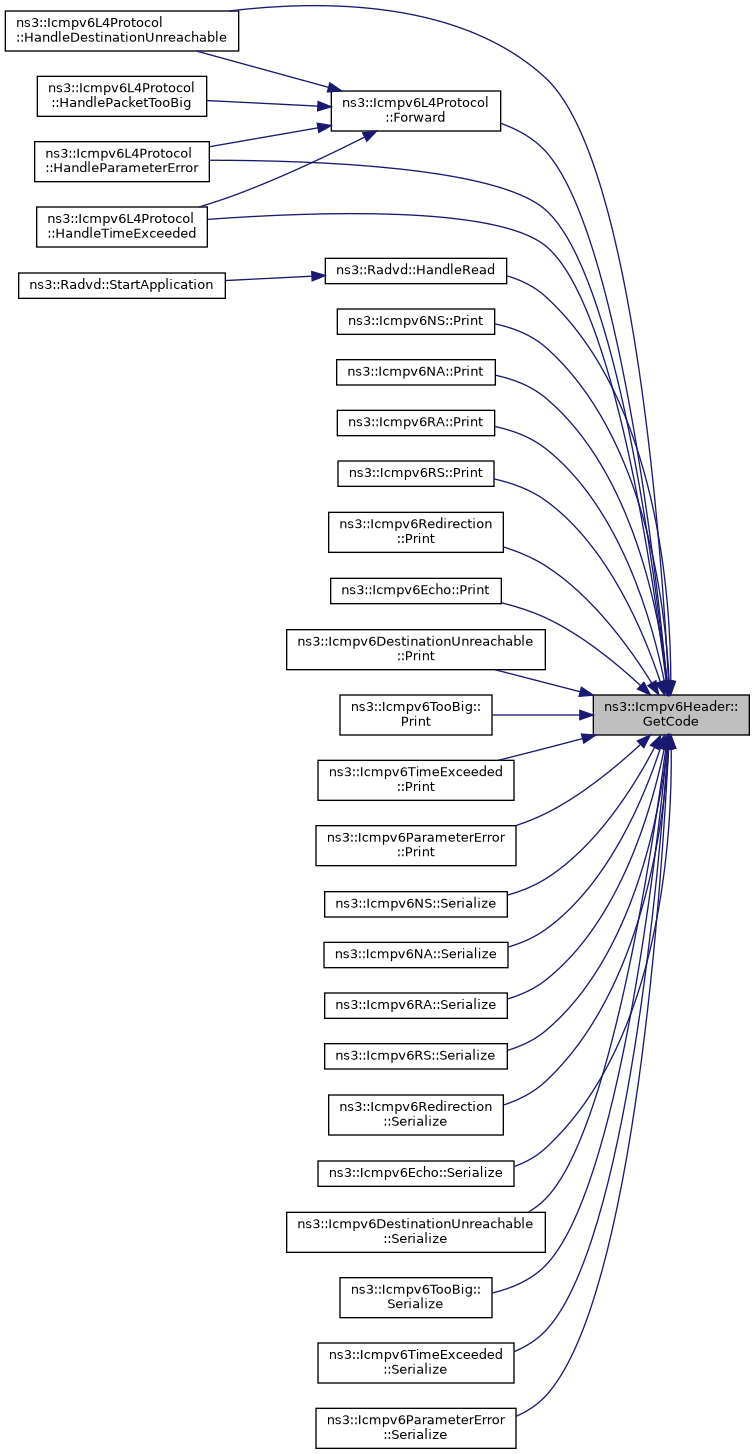 ns3::Icmpv6L4Protocol
::HandleDestinationUnreachable
ns3::Icmpv6L4Protocol
::HandlePacketTooBig
ns3::Icmpv6L4Protocol
::Forward
ns3::Icmpv6L4Protocol
::HandleParameterError
ns3::Icmpv6L4Protocol
::HandleTimeExceeded
ns3::Radvd::StartApplication
ns3::Radvd::HandleRead
ns3::Icmpv6NS::Print
ns3::Icmpv6NA::Print
ns3::Icmpv6RA::Print
ns3::Icmpv6RS::Print
ns3::Icmpv6Redirection
::Print
ns3::Icmpv6Echo::Print
ns3::Icmpv6DestinationUnreachable
::Print
ns3::Icmpv6Header::
GetCode
ns3::Icmpv6TooBig::
Print
ns3::Icmpv6TimeExceeded
::Print
ns3::Icmpv6ParameterError
::Print
ns3::Icmpv6NS::Serialize
ns3::Icmpv6NA::Serialize
ns3::Icmpv6RA::Serialize
ns3::Icmpv6RS::Serialize
ns3::Icmpv6Redirection
::Serialize
ns3::Icmpv6Echo::Serialize
ns3::Icmpv6DestinationUnreachable
::Serialize
ns3::Icmpv6TooBig::
Serialize
ns3::Icmpv6TimeExceeded
::Serialize
ns3::Icmpv6ParameterError
::Serialize